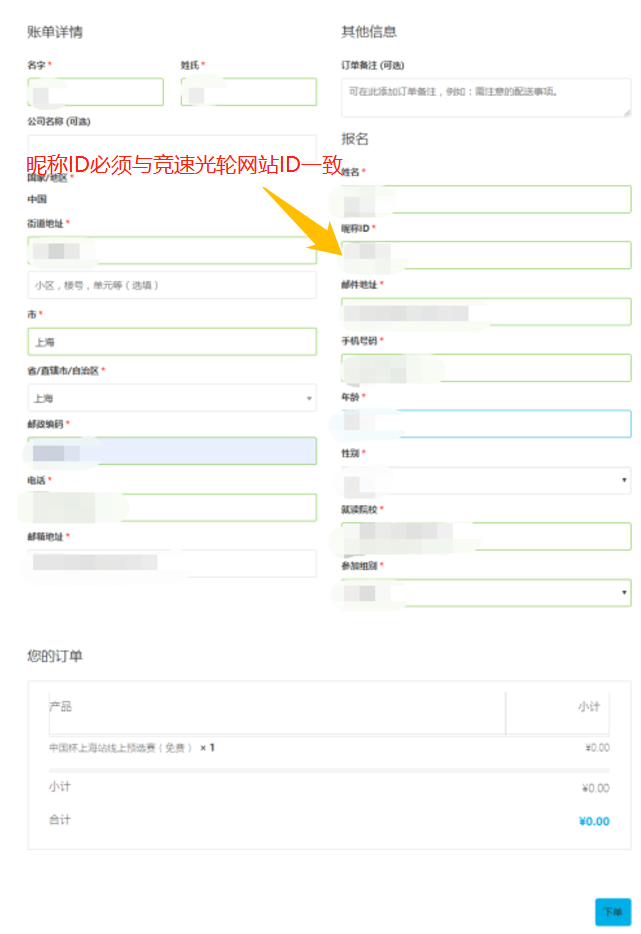 账单详情
名字 *
姓氏 *
公司名称 (可选)
昵称ID必须与竞速光轮网站ID一致
国家/地区 *
中国
街道地址 *
小区，楼号，单元等（选填）
市 *
上海
省/直辖市/自治区 *
上海
邮政编码 *
电话 *
邮箱地址 *
其他信息
订单备注 (可选)
可在此添加订单备注，例如：需注意的配送事项。
报名
姓名 *
昵称ID *
邮件地址 *
手机号码 *
年龄 *
性别 *
就读院校 *
参加组别 *
您的订单
产品 小计
中国杯上海站线上预选赛（免费） × 1 ¥0.00
小计 ¥0.00
合计 ¥0.00
下单